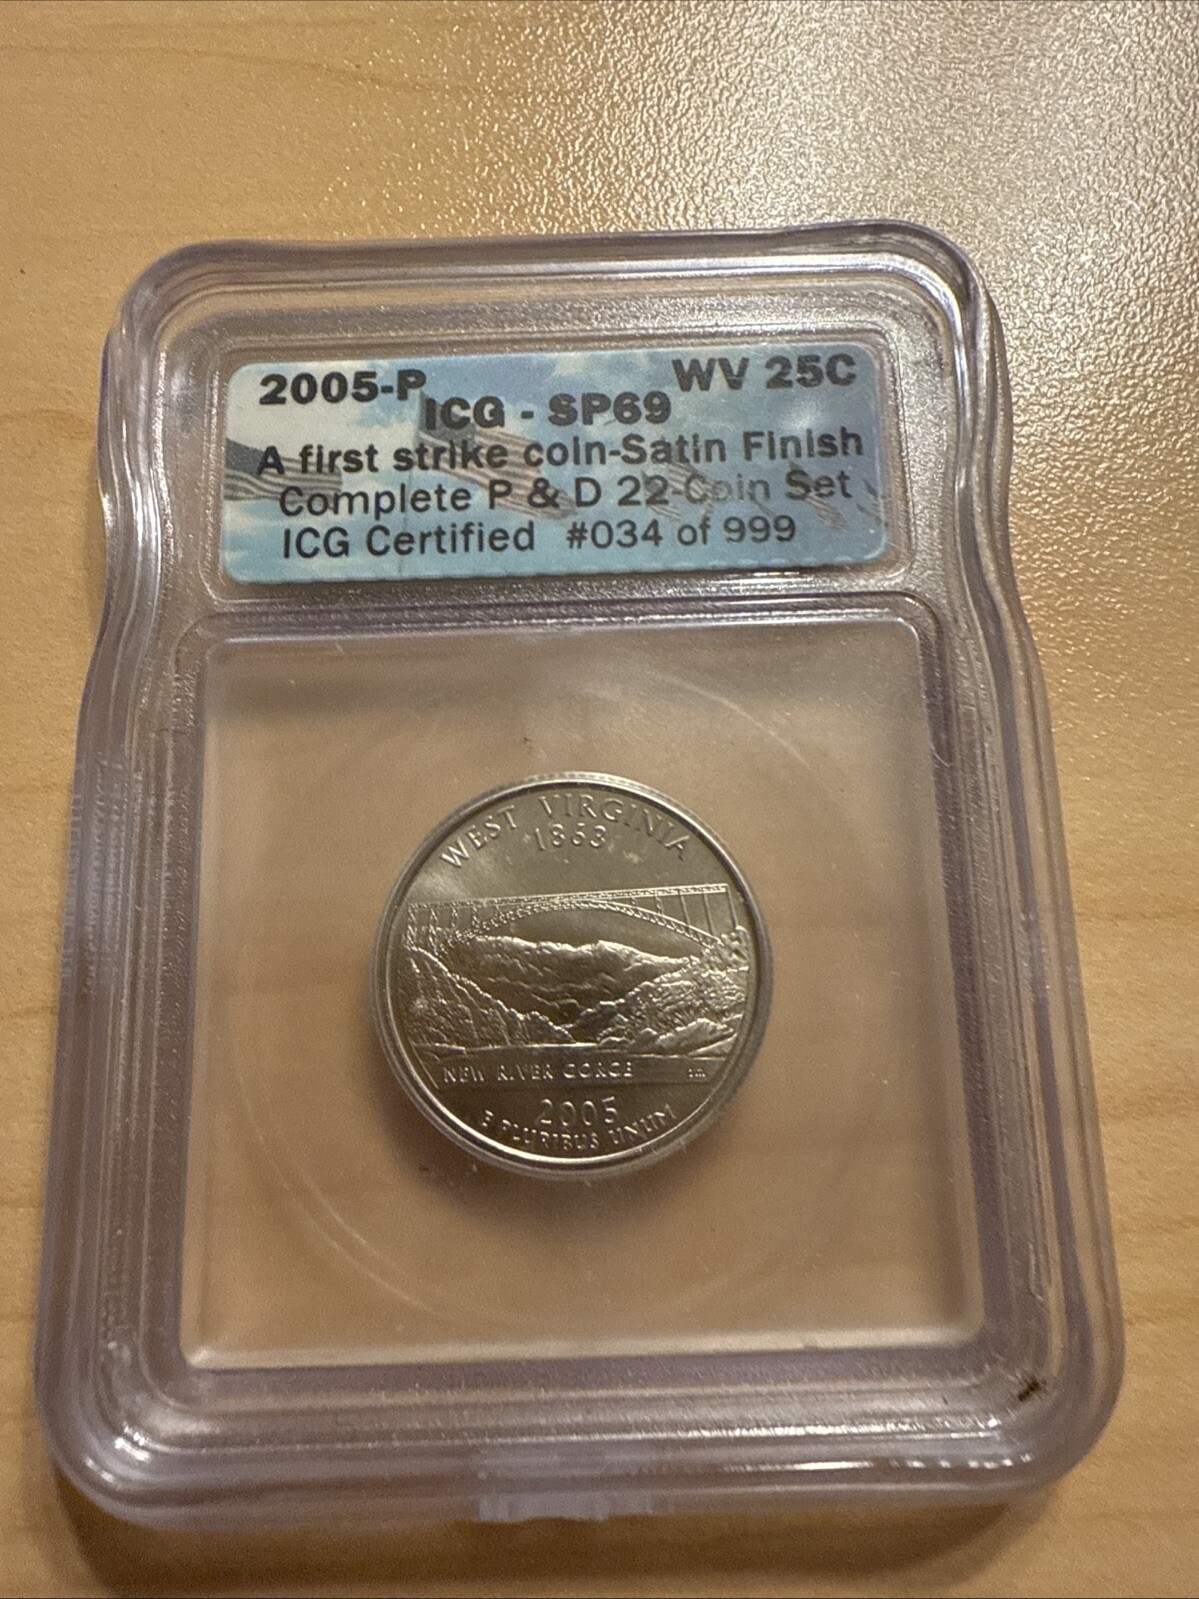 2005-P WV 25C
ICG - SP69
A first strike coin-Satin Finish
Complete P & D 22-Coin Set
ICG Certified #034 of 999
WEST VIRGINIA
1863
NEW RIVER GORGE
2005
E PLURIBUS UNUM